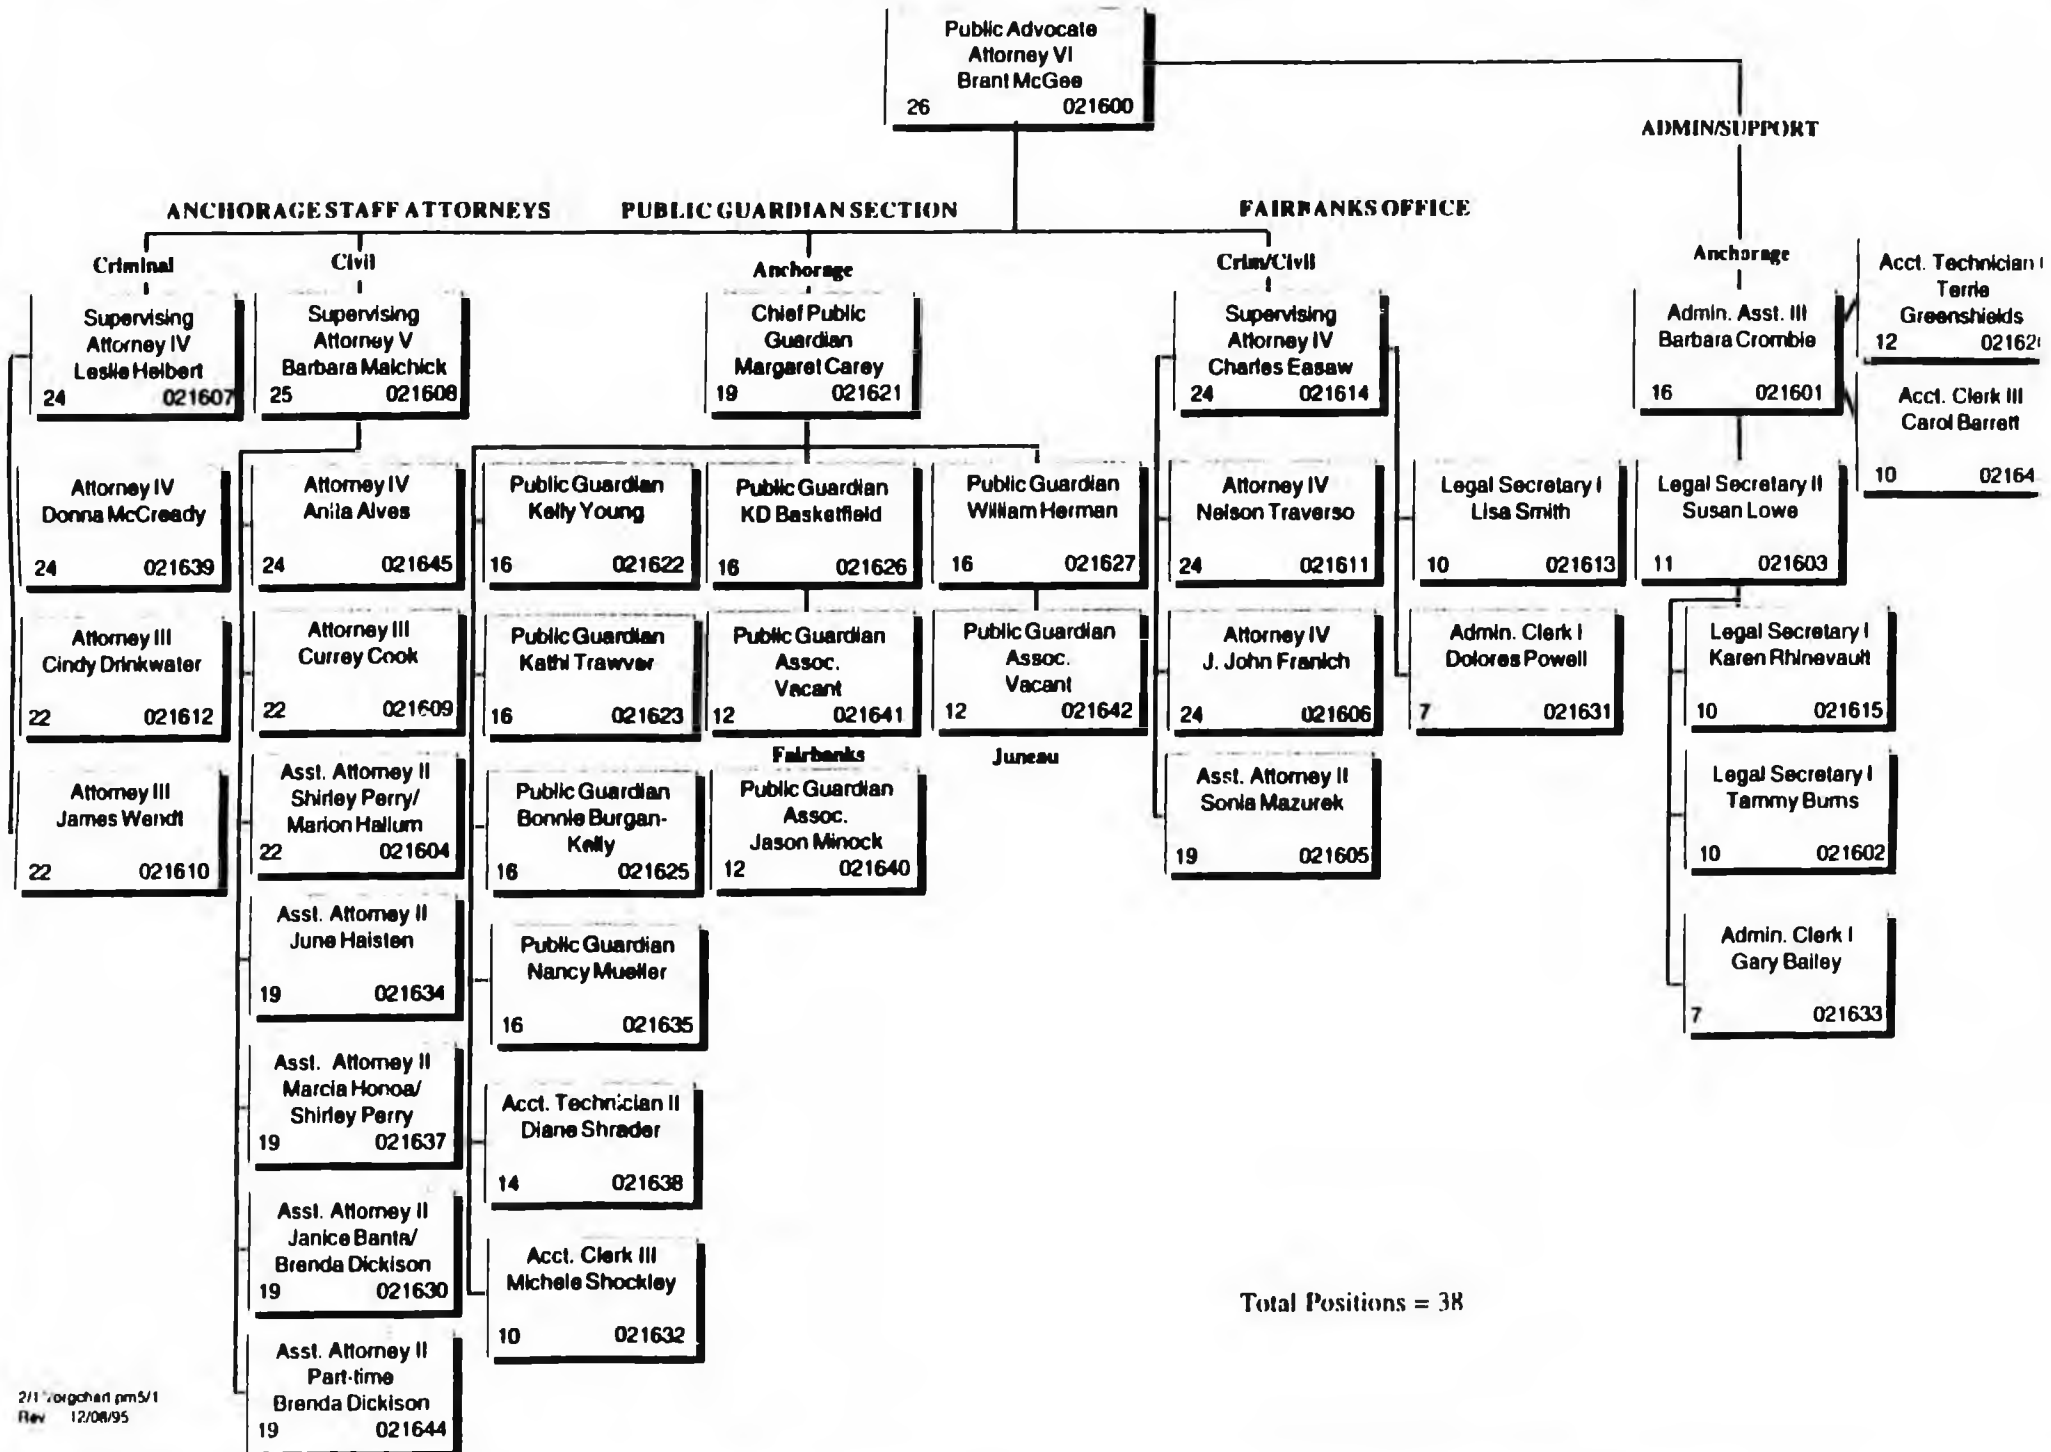 Public Advocate
Attorney VI
Brant McGee
26 021600
ADMIN/SUPPORT
ANCHORAGE STAFF ATTORNEYS
PUBLIC GUARDIAN SECTION
FAIRBANKS OFFICE
Criminal
Supervising
Attorney IV
Leslie Helbert
24 021607
Attorney IV
Donna McCready
24 021639
Attorney III
Cindy Drinkwater
22 021612
Attorney III
James Wendt
22 021610
Civil
Supervising
Attorney V
Barbara Malchick
25 021608
Attorney IV
Anita Alves
24 021645
Attorney III
Currey Cook
22 021609
Asst. Attorney II
Shirley Perry/
Marion Hallum
22 021604
Asst. Attorney II
June Haisten
19 021634
Asst. Attorney II
Marcia Honoa/
Shirley Perry
19 021637
Asst. Attorney II
Janice Banta/
Brenda Dickison
19 021630
Asst. Attorney II
Part-time
Brenda Dickison
19 021644
Anchorage
Chief Public
Guardian
Margaret Carey
19 021621
Public Guardian
Kelly Young
16 021622
Public Guardian
Kathi Trawver
16 021623
Public Guardian
Bonnie Burgan-
Kelly
16 021625
Public Guardian
Nancy Mueller
16 021635
Acct. Technician II
Diane Shrader
14 021638
Acct. Clerk III
Michele Shockley
10 021632
Public Guardian
KD Basketfield
16 021626
Public Guardian
Assoc.
Vacant
12 021641
Fairbanks
Public Guardian
Assoc.
Jason Minock
12 021640
Public Guardian
William Herman
16 021627
Public Guardian
Assoc.
Vacant
12 021642
Juneau
Crim/Civil
Supervising
Attorney IV
Charles Easaw
24 021614
Attorney IV
Nelson Traverso
24 021611
Attorney IV
J. John Franich
24 021606
Asst. Attorney II
Sonia Mazurek
19 021605
Legal Secretary I
Lisa Smith
10 021613
Admin. Clerk I
Dolores Powell
7 021631
Anchorage
Admin. Asst. III
Barbara Crombie
16 021601
Acct. Technician
Terrie
Greenshields
12 02162
Acct. Clerk III
Carol Barrett
10 02164
Legal Secretary II
Susan Lowe
11 021603
Legal Secretary I
Karen Rhinevault
10 021615
Legal Secretary I
Tammy Burns
10 021602
Admin. Clerk I
Gary Bailey
7 021633
Total Positions = 38
orgchart.pm5/1
Rev 12/08/95